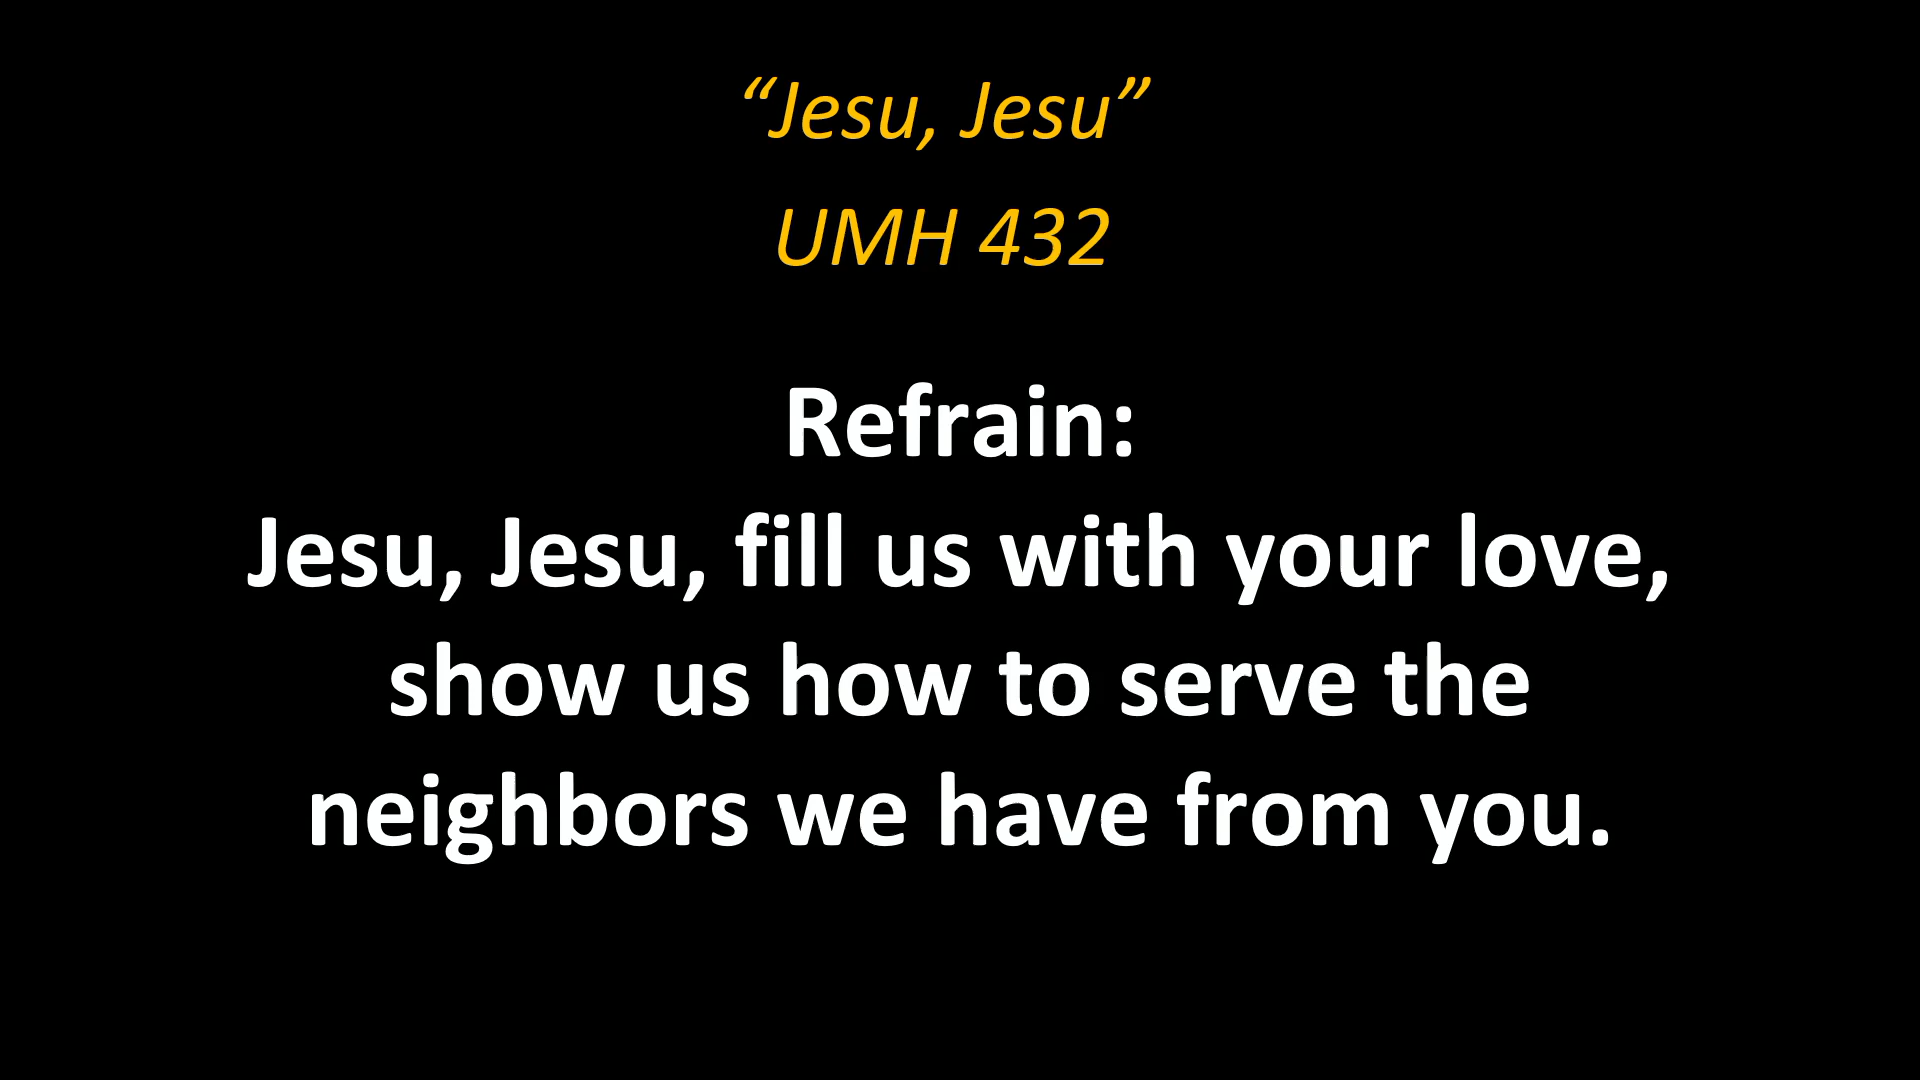 “Jesu, Jesu”
UMH 432
Refrain:
Jesu, Jesu, fill us with your love,
show us how to serve the
neighbors we have from you.